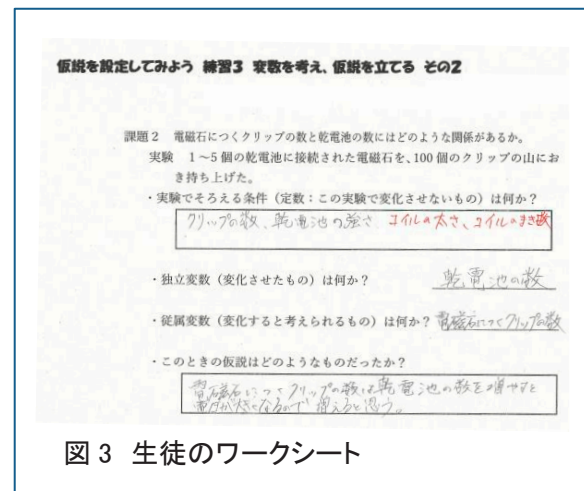 仮説を設定してみよう 練習3 変数を考え、仮説を立てる その2
課題2 電磁石につくクリップの数と乾電池の数にはどのような関係があるか。
実験 1〜5個の乾電池に接続された電磁石を、100個のクリップの山にお
き持ち上げた。
・実験でそろえる条件（定数：この実験で変化させないもの）は何か？
クリップの数、乾電池の強さ コイルの太さ、コイルのまき数
・独立変数（変化させたもの）は何か？ 乾電池の数
・従属変数（変化すると考えられるもの）は何か？ 電磁石につくクリップの数
・このときの仮説はどのようなものだったか？
電磁石につくクリップの数は乾電池の数を増やすと
電力が大きくなるので増えると思う。
図3 生徒のワークシート